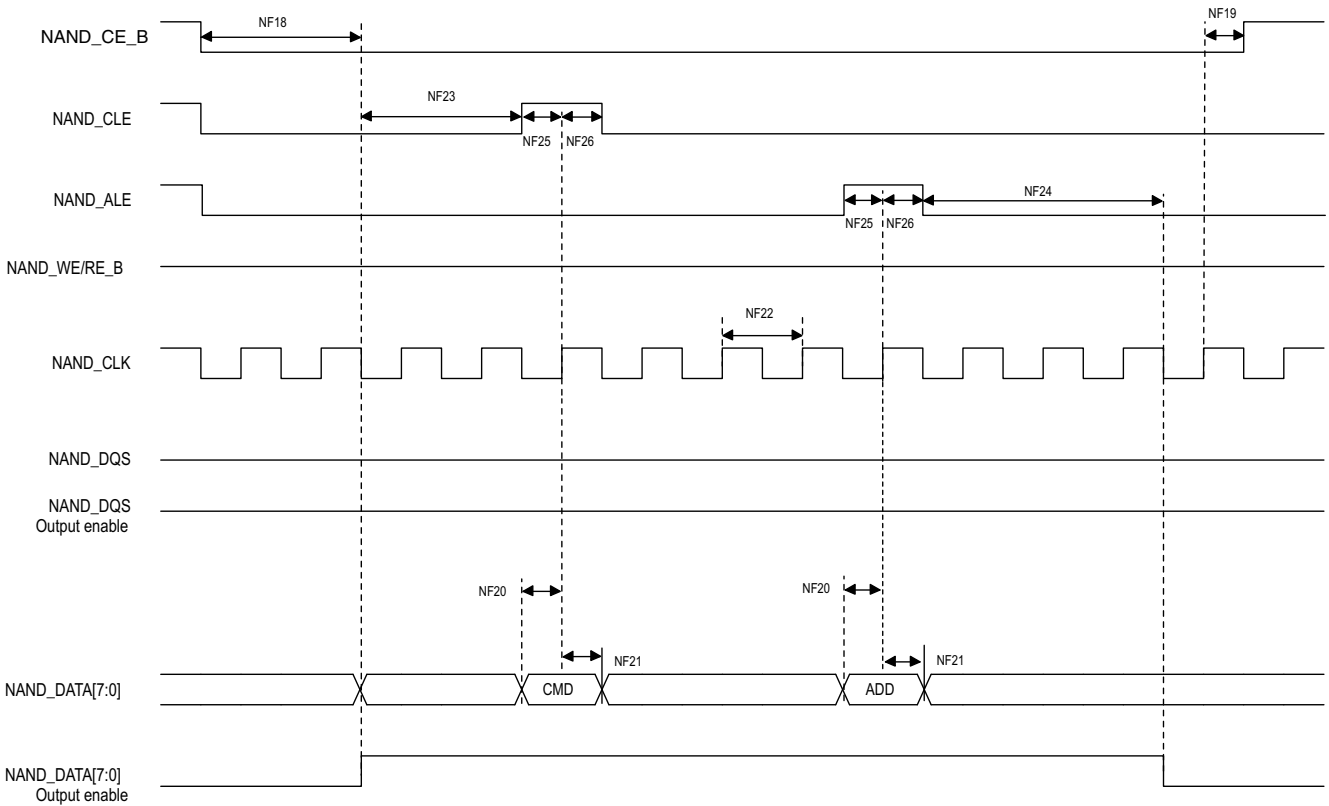 NF18
NF19
NAND_CE_B
NF23
NAND_CLE
NF25 NF26
NAND_ALE
NF24
NF25 NF26
NAND_WE/RE_B
NF22
NAND_CLK
NAND_DQS
NAND_DQS
Output enable
NF20
NF20
NF21
NF21
NAND_DATA[7:0]
CMD
ADD
NAND_DATA[7:0]
Output enable